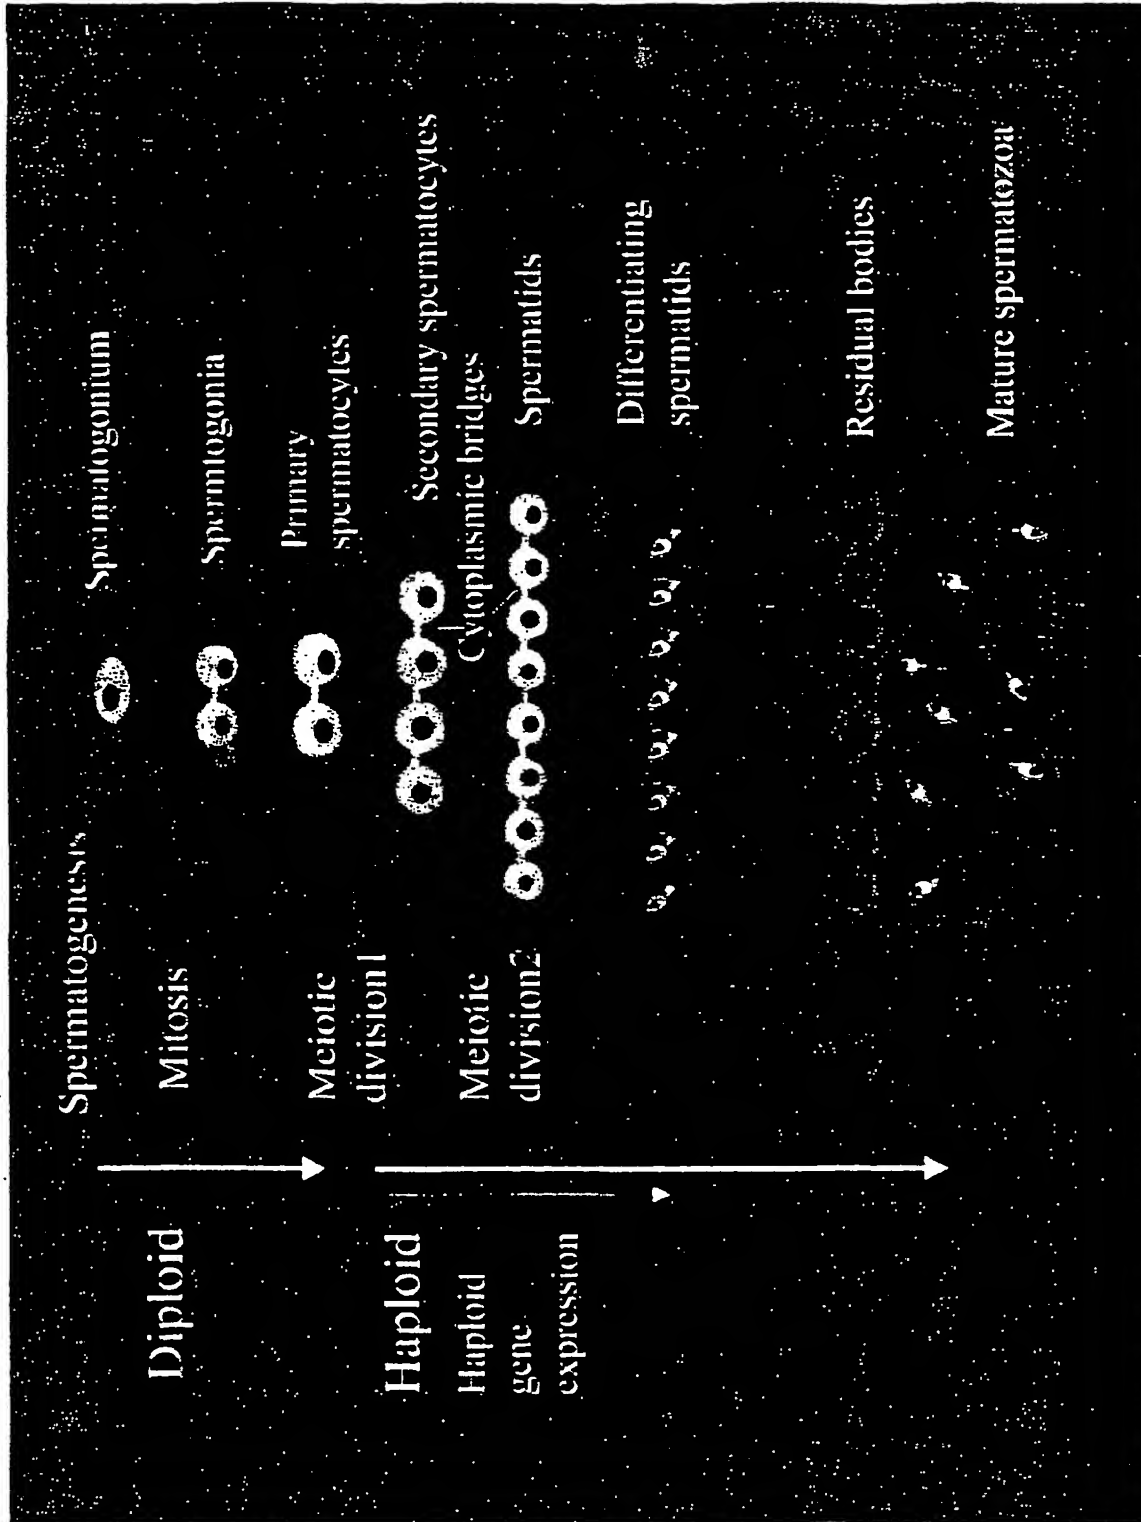 Spermatogenesis
Spermatogonium
Mitosis
Spermtogonia
Meiotic
division1
Primary
spermatocytes
Diploid
Secondary spermatocytes
Cytoplasmic bridges
Meiotic
division2
Spermatids
Haploid
Haploid
gene
expression
Differentiating
spermatids
Residual bodies
Mature spermatozoa